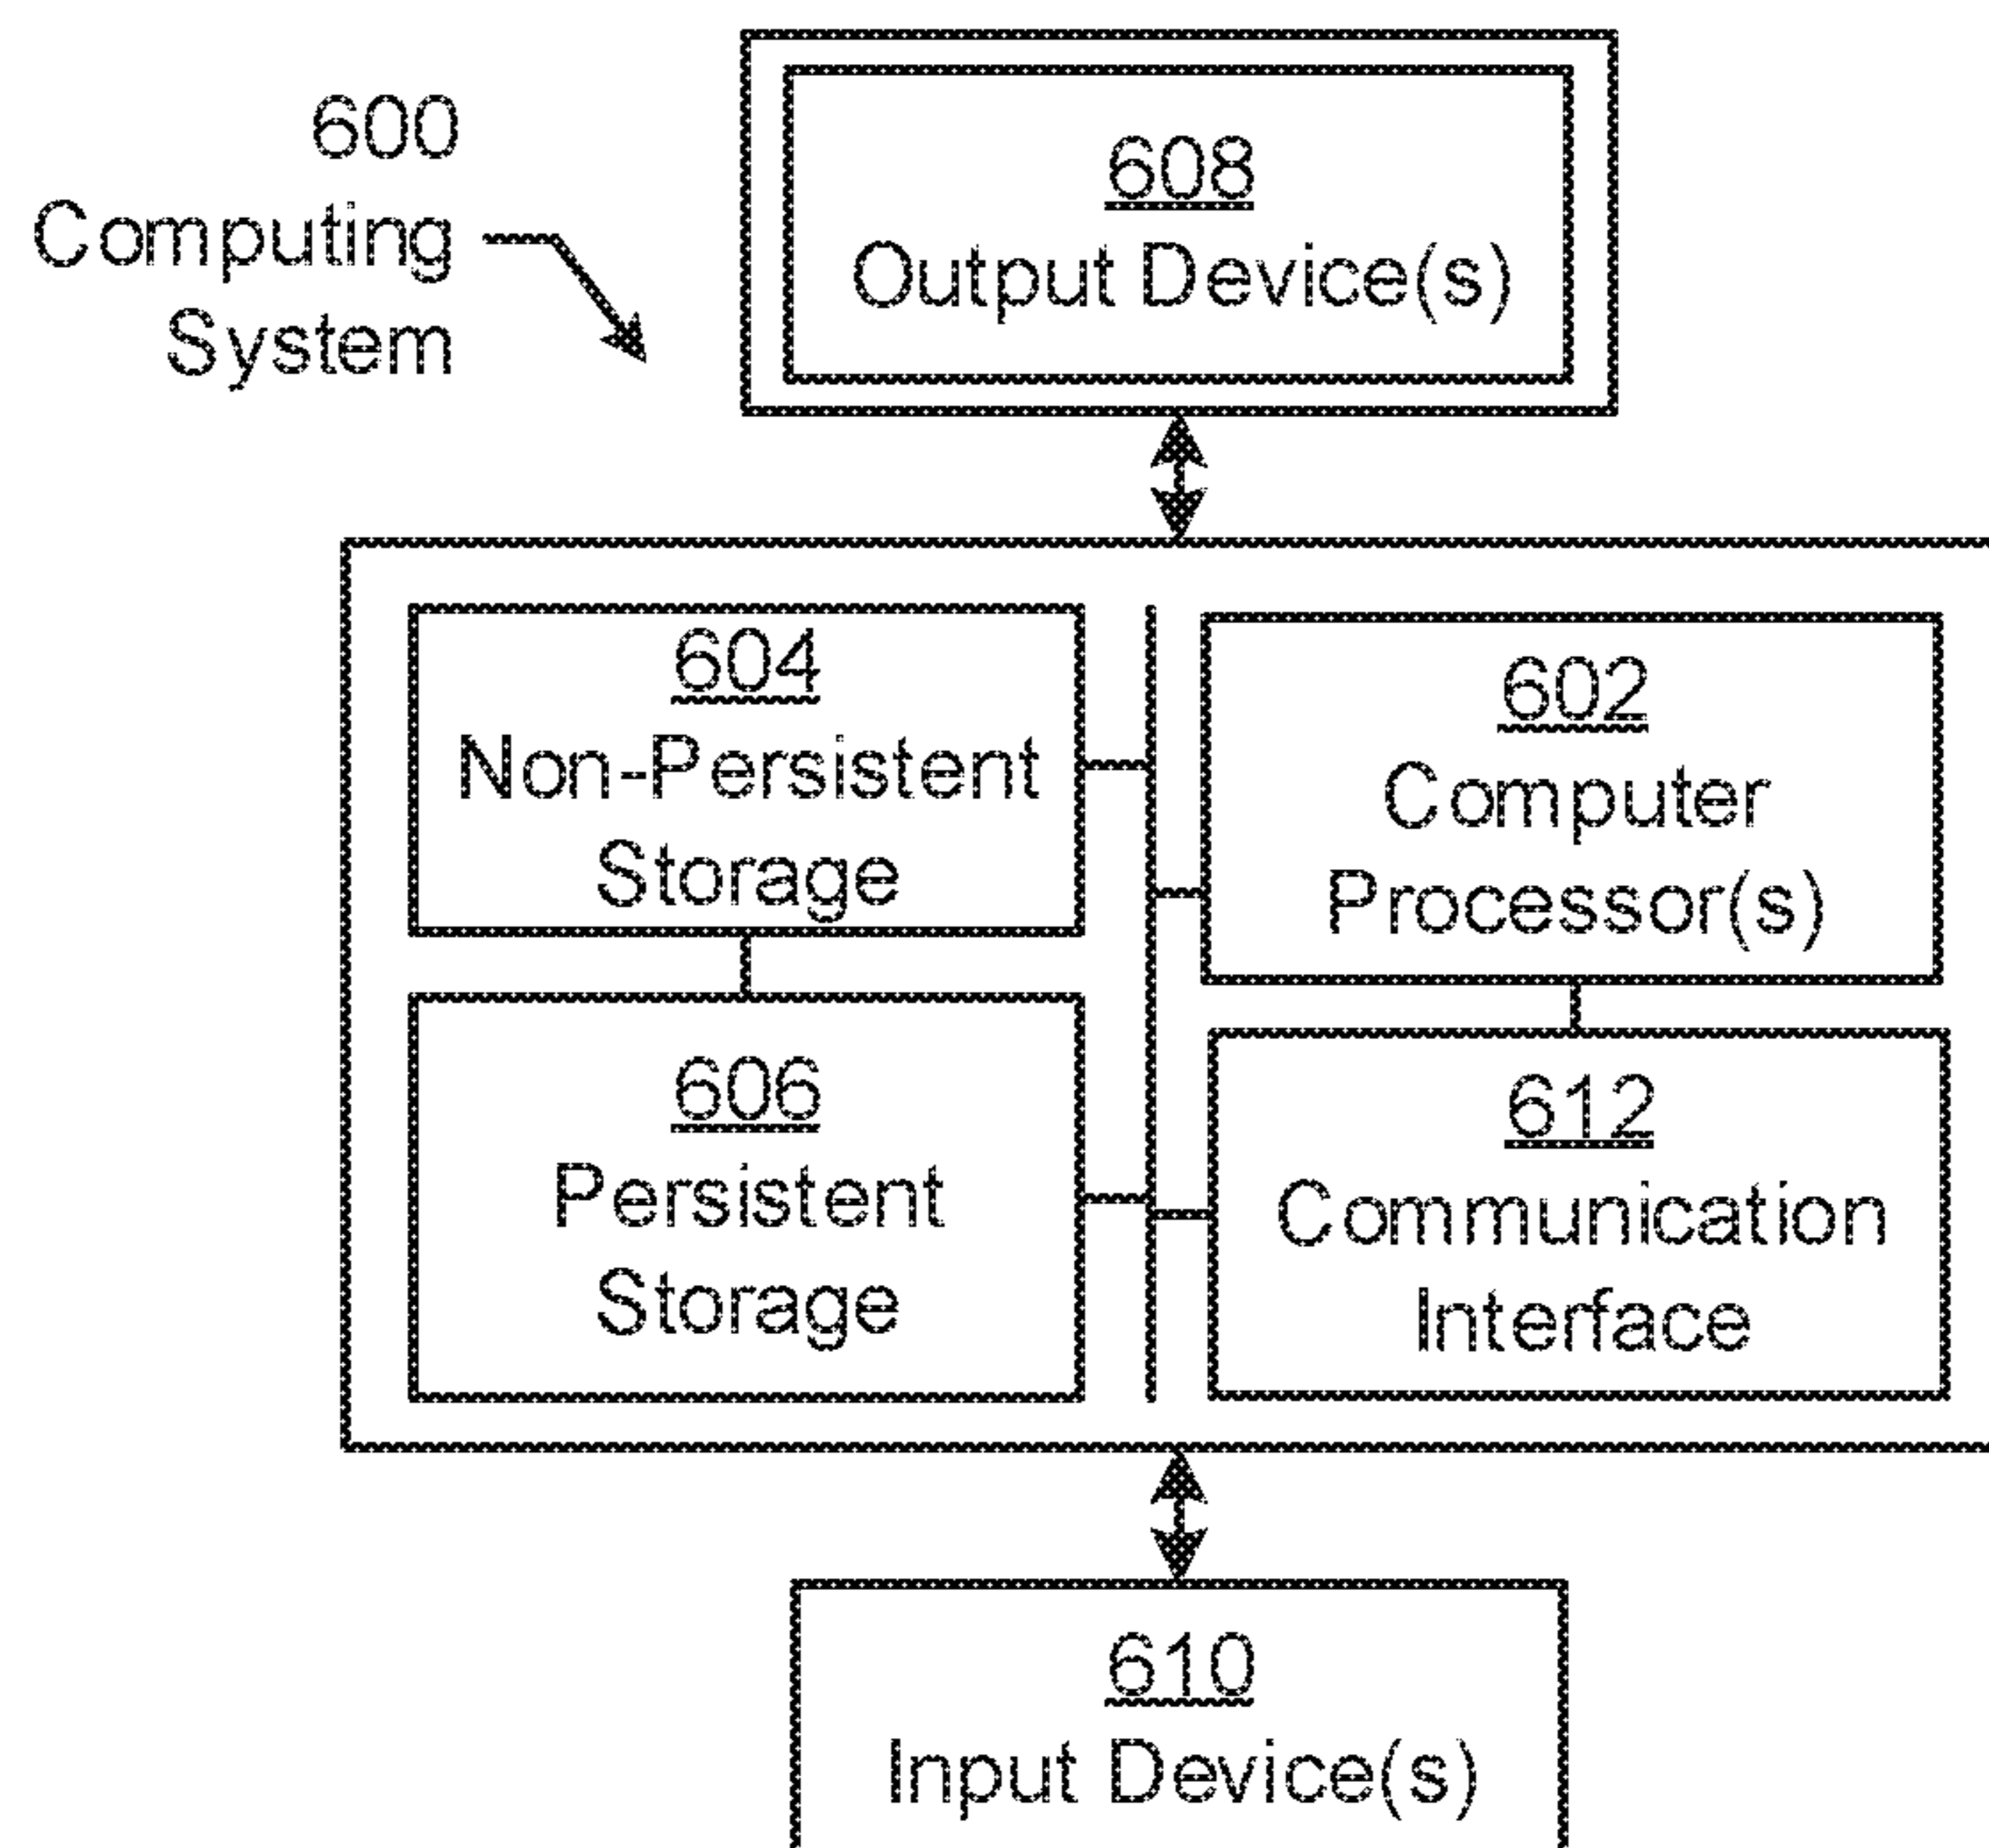 600
Computing
System
608
Output Device(s)
604
Non-Persistent
Storage
602
Computer
Processor(s)
606
Persistent
Storage
612
Communication
Interface
610
Input Device(s)